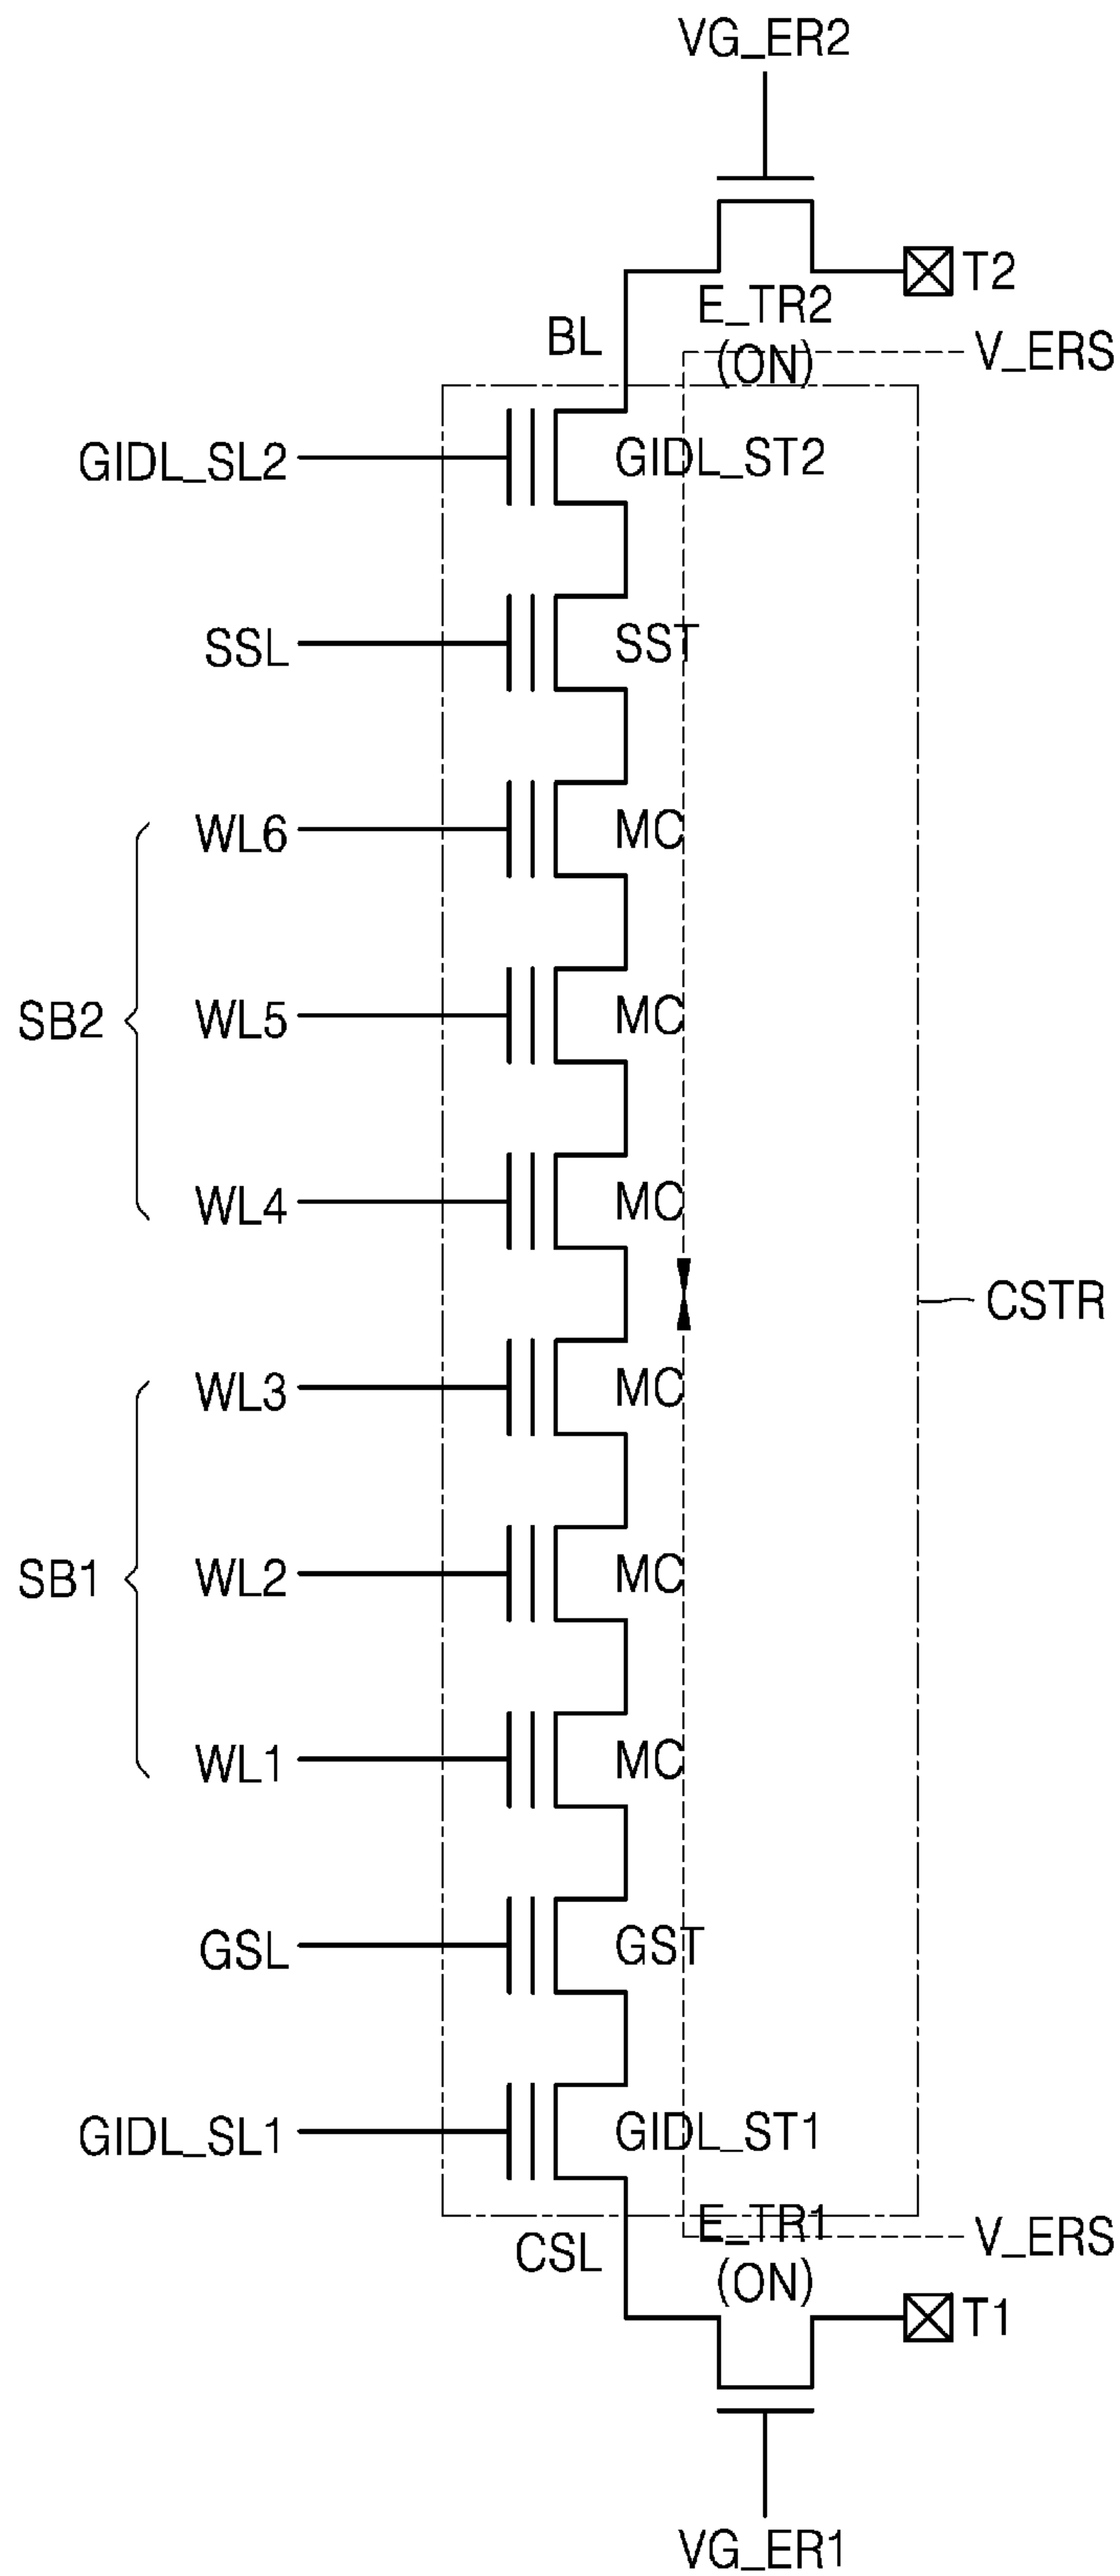 VG_ER2
T2
E_TR2
(ON)
BL
V_ERS
GIDL_SL2
GIDL_ST2
SSL
SST
WL6
MC
SB2
WL5
MC
WL4
MC
CSTR
WL3
MC
SB1
WL2
MC
WL1
MC
GSL
GST
GIDL_SL1
GIDL_ST1
E_TR1
(ON)
CSL
V_ERS
T1
VG_ER1